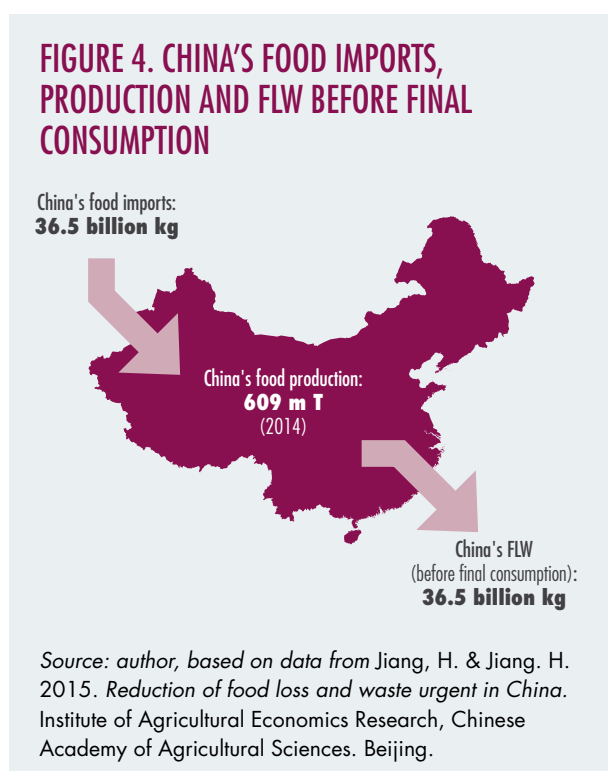 FIGURE 4. CHINA’S FOOD IMPORTS,
PRODUCTION AND FLW BEFORE FINAL
CONSUMPTION
China's food imports:
36.5 billion kg
China's food production:
609 m T
(2014)
China's FLW
(before final consumption):
36.5 billion kg
Source: author, based on data from Jiang, H. & Jiang. H.
2015. Reduction of food loss and waste urgent in China.
Institute of Agricultural Economics Research, Chinese
Academy of Agricultural Sciences. Beijing.